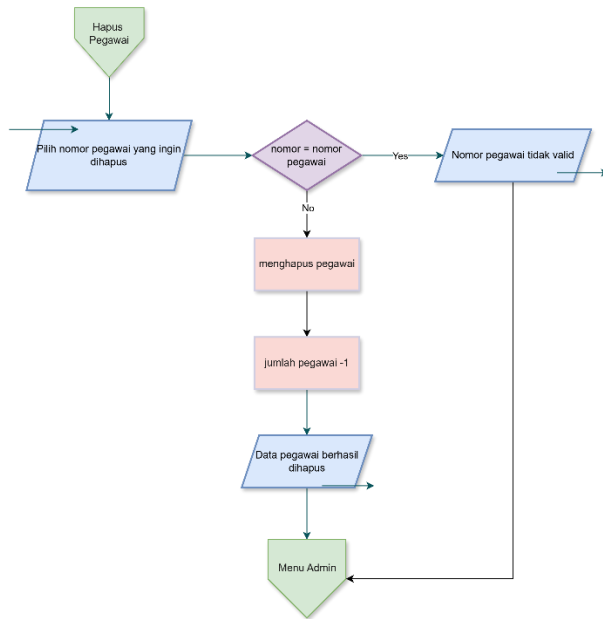 Hapus
Pegawai
Pilih nomor pegawai yang ingin
dihapus
nomor = nomor
pegawai
Yes
Nomor pegawai tidak valid
No
menghapus pegawai
jumlah pegawai -1
Data pegawai berhasil
dihapus
Menu Admin